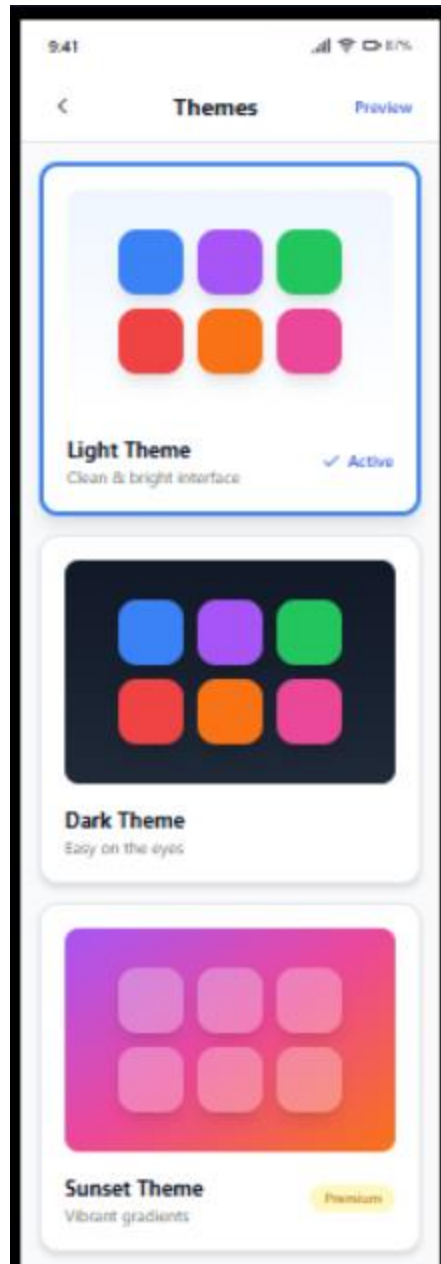 9:41
87%
Themes
Preview
Light Theme
Clean & bright interface
Active
Dark Theme
Easy on the eyes
Sunset Theme
Vibrant gradients
Premium